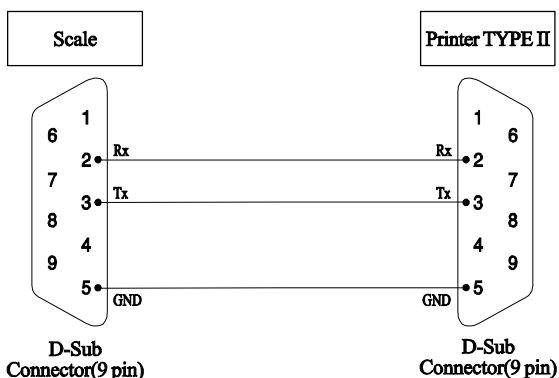 Scale
Printer TYPE II
1
6
2 Rx
7
3 Tx
8
4
9
5 GND
D-Sub
Connector(9 pin)
1
6
Rx 2
7
Tx 3
8
4
9
GND 5
D-Sub
Connector(9 pin)